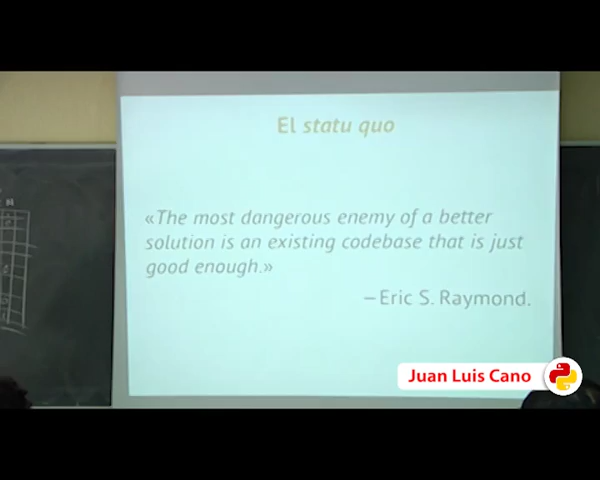 El statu quo
«The most dangerous enemy of a better
solution is an existing codebase that is just
good enough.»
– Eric S. Raymond.
Juan Luis Cano